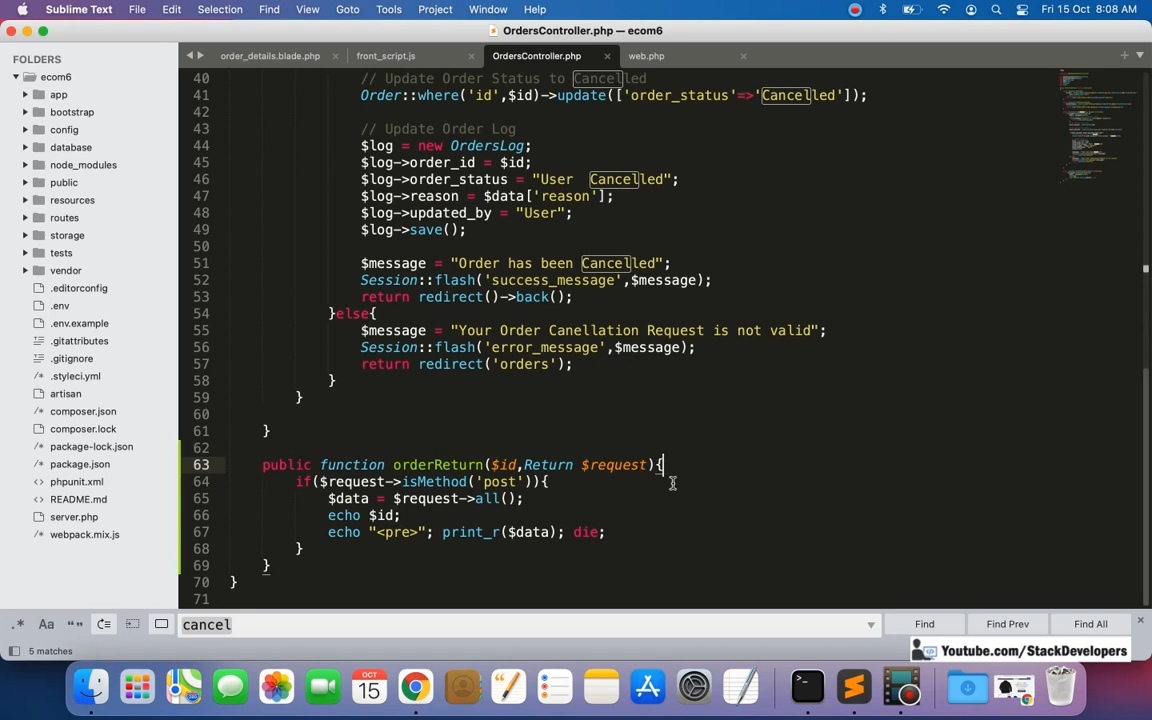 Sublime Text File Edit Selection Find View Goto Tools Project Window Help Fri 15 Oct 8:08 AM
OrdersController.php — ecom6
FOLDERS
ecom6
app
bootstrap
config
database
node_modules
public
resources
routes
storage
tests
vendor
.editorconfig
.env
.env.example
.gitattributes
.gitignore
.styleci.yml
artisan
composer.json
composer.lock
package-lock.json
package.json
phpunit.xml
README.md
server.php
webpack.mix.js
order_details.blade.php front_script.js OrdersController.php web.php
40 // Update Order Status to Cancelled
41 Order::where('id',$id)->update(['order_status'=>'Cancelled']);
42
43 // Update Order Log
44 $log = new OrdersLog;
45 $log->order_id = $id;
46 $log->order_status = "User  Cancelled";
47 $log->reason = $data['reason'];
48 $log->updated_by = "User";
49 $log->save();
50
51 $message = "Order has been Cancelled";
52 Session::flash('success_message',$message);
53 return redirect()->back();
54 }else{
55 $message = "Your Order Canellation Request is not valid";
56 Session::flash('error_message',$message);
57 return redirect('orders');
58 }
59 }
60
61 }
62
63 public function orderReturn($id,Return $request){
64 if($request->isMethod('post')){
65 $data = $request->all();
66 echo $id;
67 echo "<pre>"; print_r($data); die;
68 }
69 }
70 }
71
.* Aa cancel Find Find Prev Find All
5 matches
Youtube.com/StackDevelopers
OCT
15